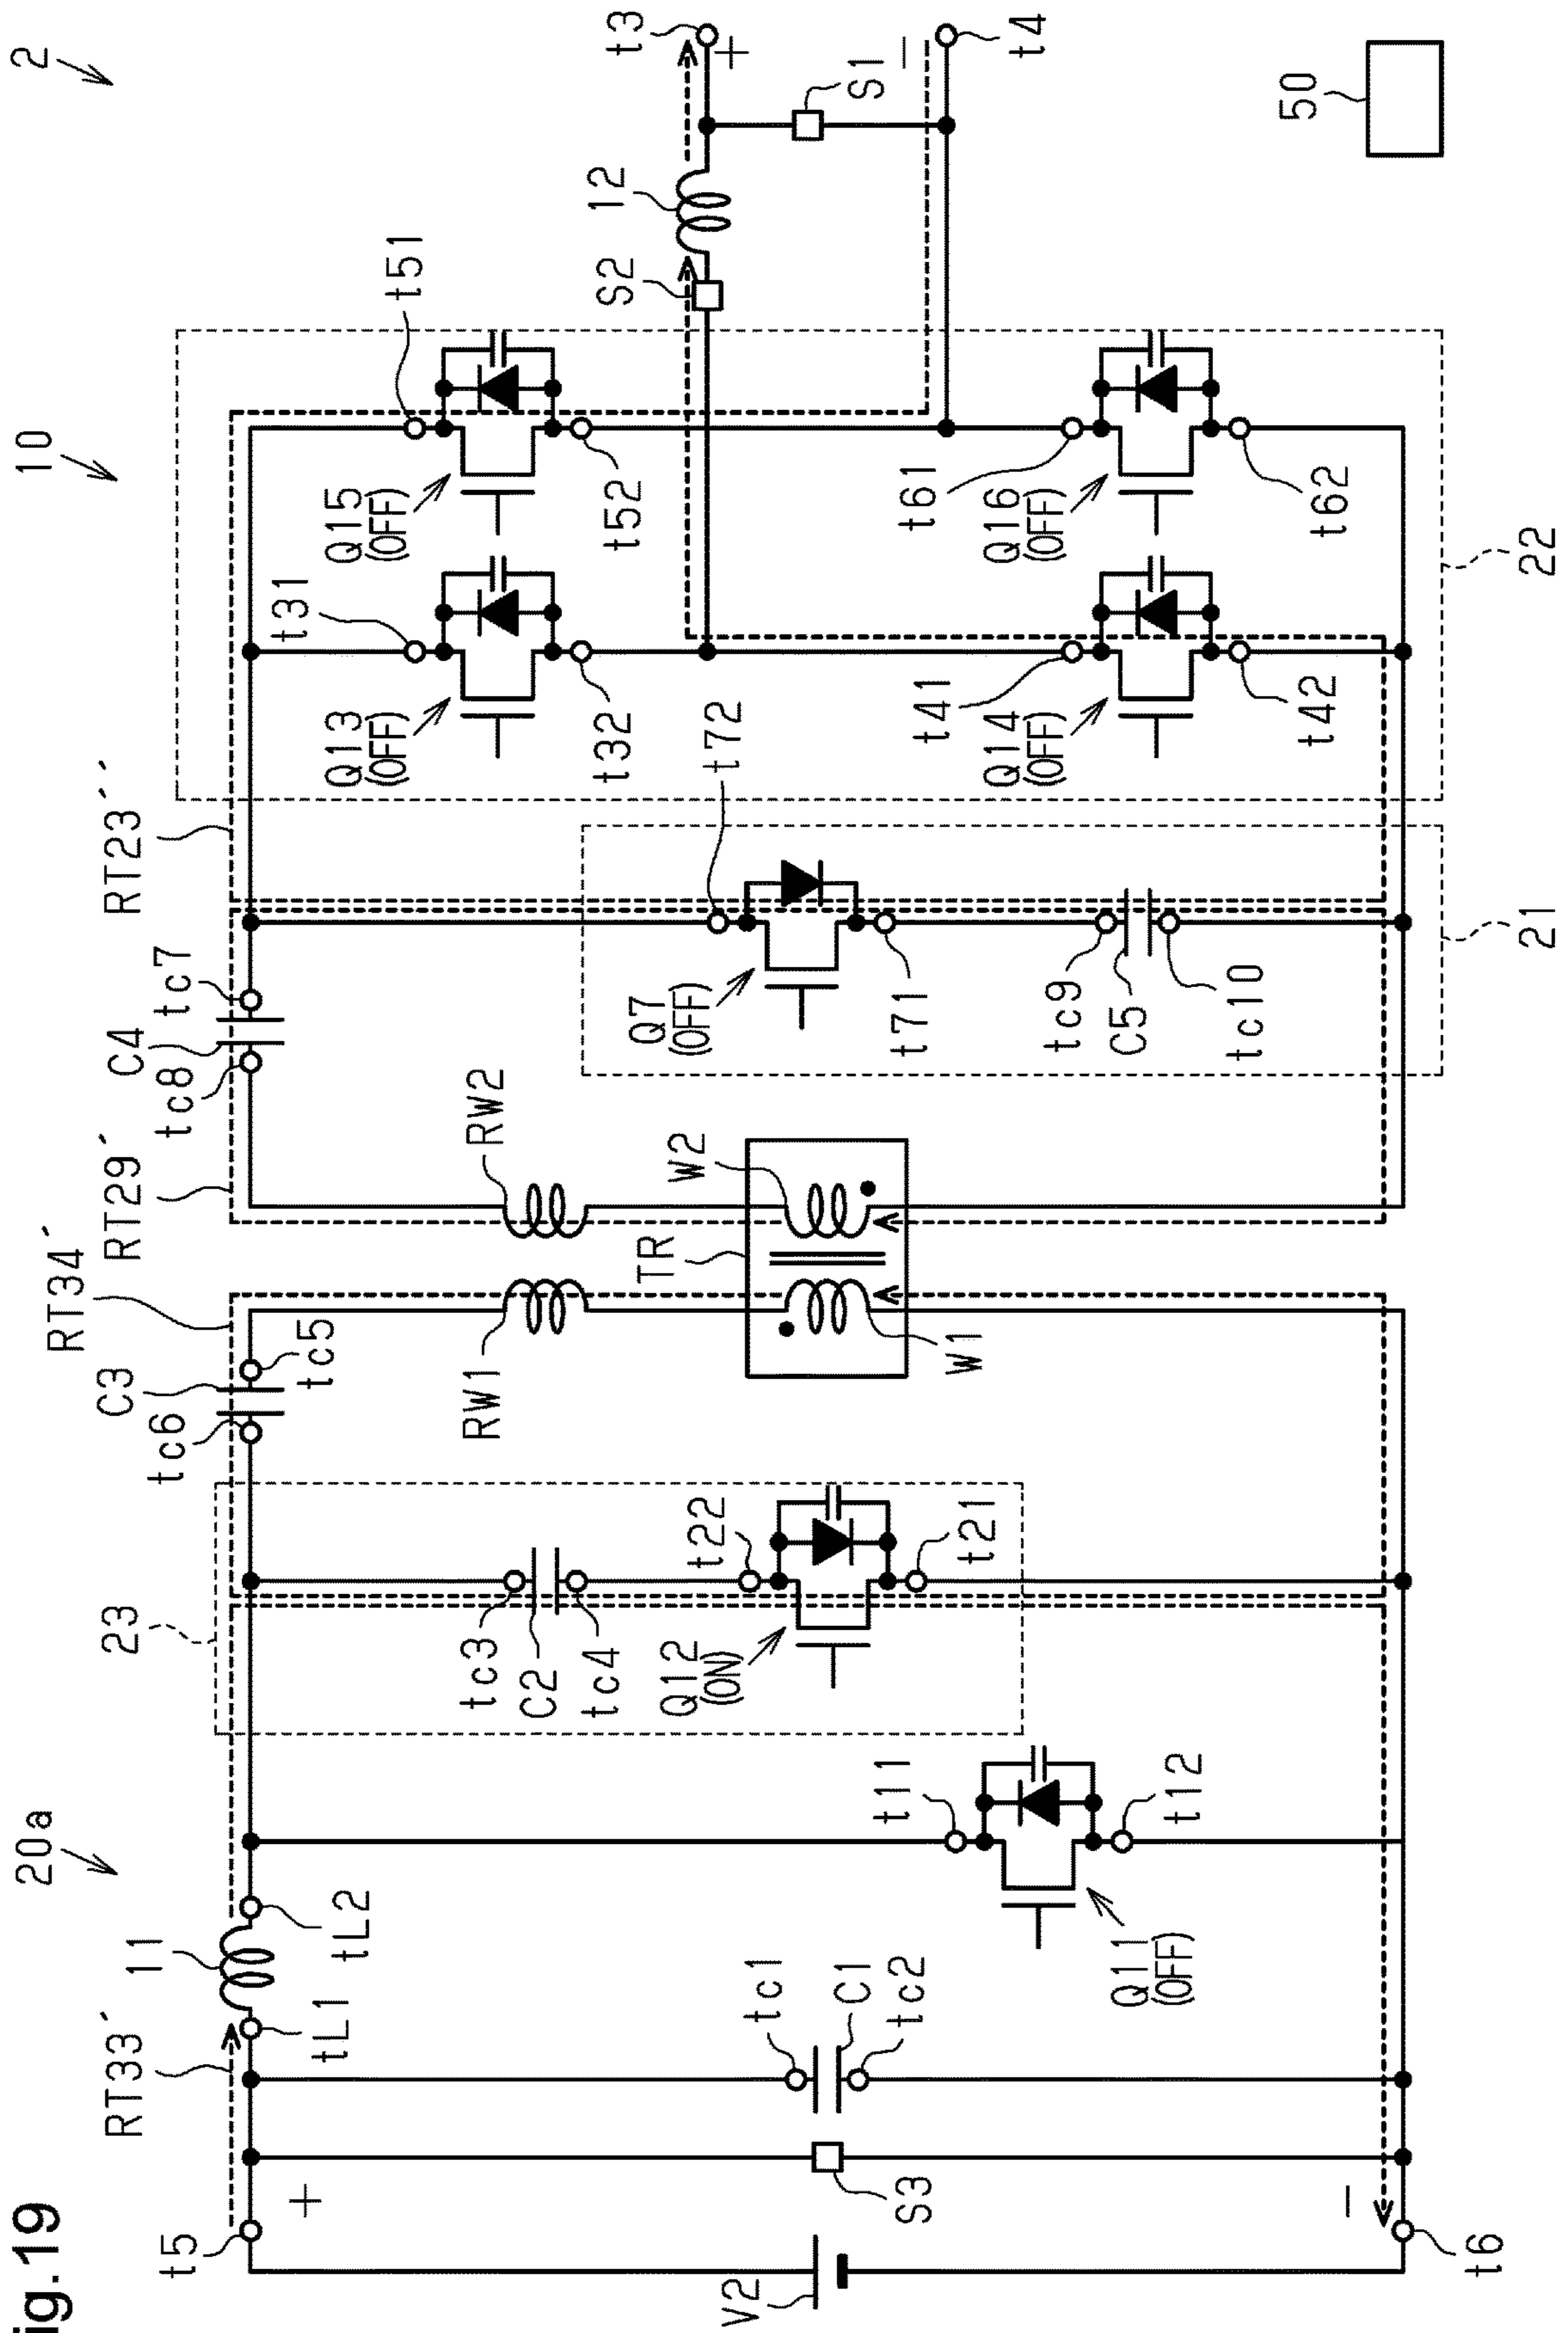 ig.19
2
10
20a
RT33´
RT34´
RT29´
RT23´´
t5
+
tL1
11
tL2
23
tc6
C3
tc5
tc8
C4
tc7
t31
t51
Q13
(OFF)
t32
Q15
(OFF)
t52
S2
12
t3
+
S1
−
t4
V2
S3
tc1
C1
tc2
t11
Q11
(OFF)
t12
tc3
C2
tc4
t22
Q12
(ON)
t21
RW1
RW2
TR
W1
W2
t72
Q7
(OFF)
t71
tc9
C5
tc10
t41
Q14
(OFF)
t42
t61
Q16
(OFF)
t62
50
−
t6
21
22